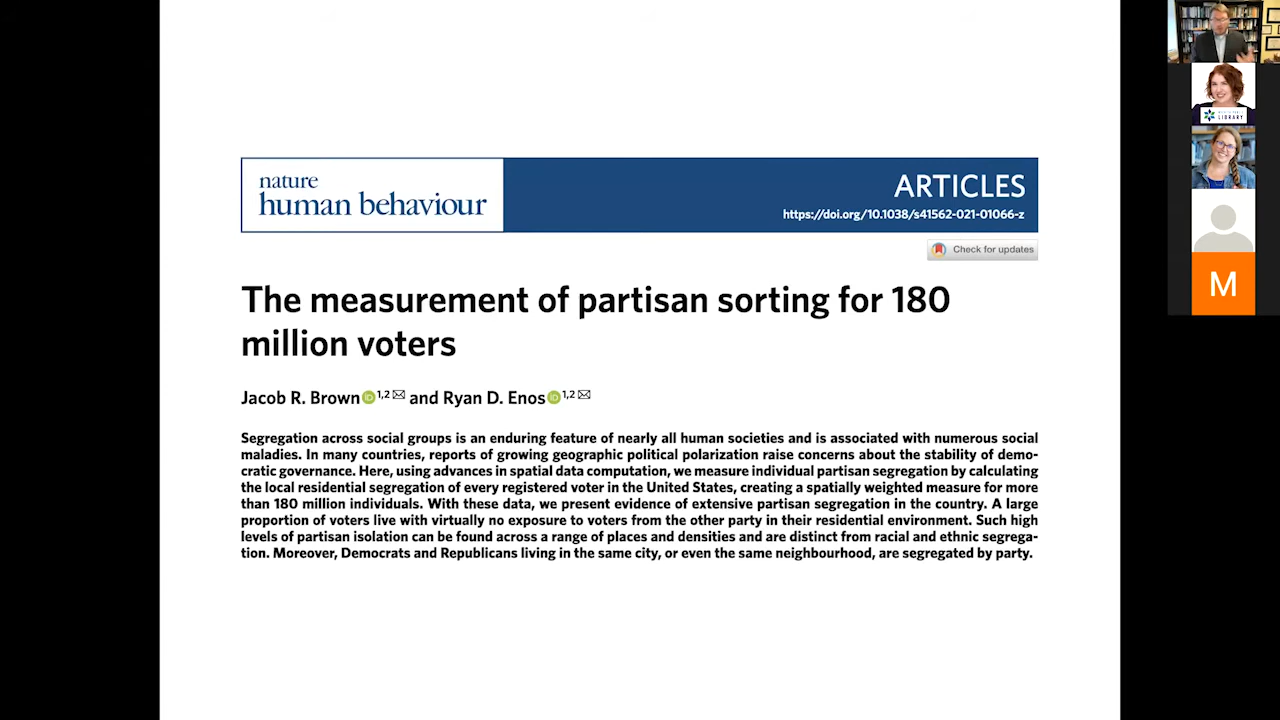 nature
human behaviour
ARTICLES
https://doi.org/10.1038/s41562-021-01066-z
Check for updates
The measurement of partisan sorting for 180
million voters
Jacob R. Brown iD 1,2 and Ryan D. Enos iD 1,2
Segregation across social groups is an enduring feature of nearly all human societies and is associated with numerous social
maladies. In many countries, reports of growing geographic political polarization raise concerns about the stability of demo-
cratic governance. Here, using advances in spatial data computation, we measure individual partisan segregation by calculating
the local residential segregation of every registered voter in the United States, creating a spatially weighted measure for more
than 180 million individuals. With these data, we present evidence of extensive partisan segregation in the country. A large
proportion of voters live with virtually no exposure to voters from the other party in their residential environment. Such high
levels of partisan isolation can be found across a range of places and densities and are distinct from racial and ethnic segrega-
tion. Moreover, Democrats and Republicans living in the same city, or even the same neighbourhood, are segregated by party.
LIBRARY
M